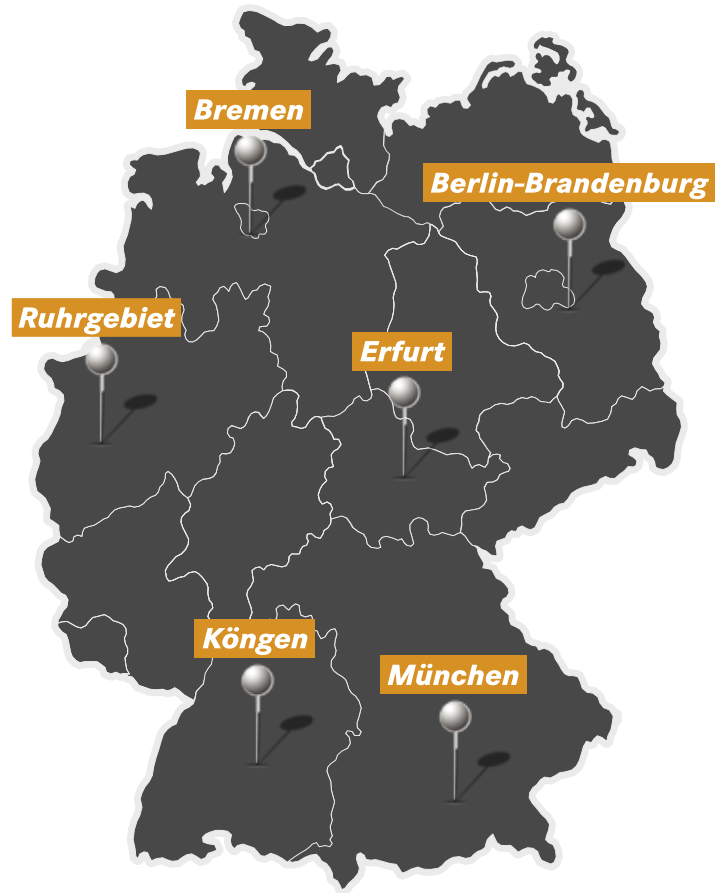 Bremen
Berlin-Brandenburg
Ruhrgebiet
Erfurt
Köngen
München